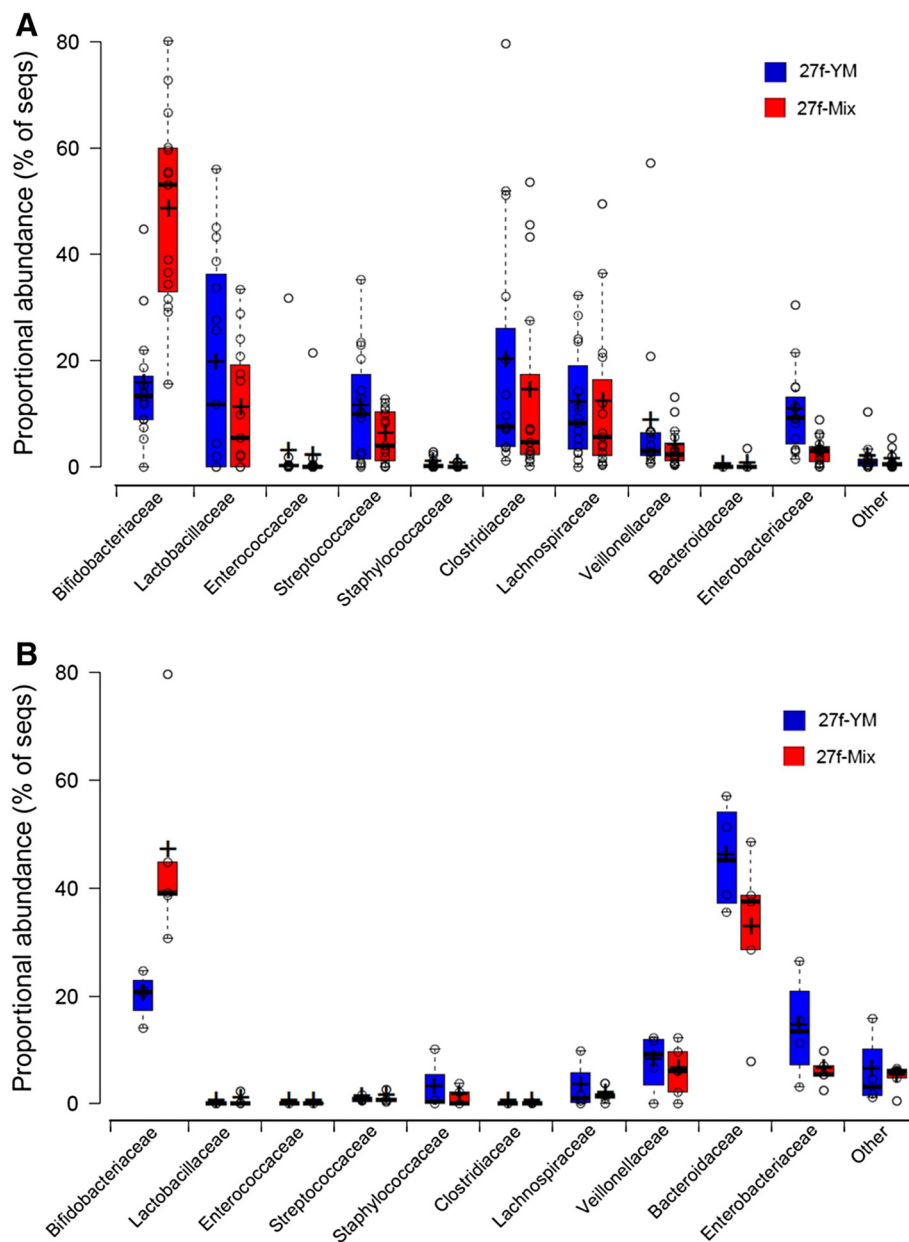 A
Proportional abundance (% of seqs)
80
60
40
20
0
27f-YM
27f-Mix
Bifidobacteriaceae
Lactobacillaceae
Enterococcaceae
Streptococcaceae
Staphylococcaceae
Clostridiaceae
Lachnospiraceae
Veillonellaceae
Bacteroidaceae
Enterobacteriaceae
Other
B
Proportional abundance (% of seqs)
80
60
40
20
0
27f-YM
27f-Mix
Bifidobacteriaceae
Lactobacillaceae
Enterococcaceae
Streptococcaceae
Staphylococcaceae
Clostridiaceae
Lachnospiraceae
Veillonellaceae
Bacteroidaceae
Enterobacteriaceae
Other